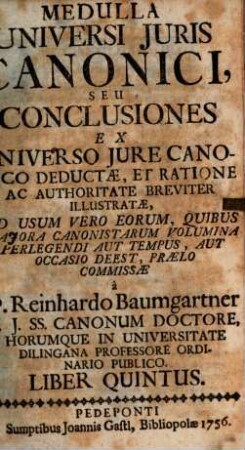 MEDULLA
UNIVERSI JURIS
CANONICI,
SEU
CONCLUSIONES
EX
NIVERSO JURE CANO-
CO DEDUCTÆ, ET RATIONE
AC AUTHORITATE BREVITER
ILLUSTRATÆ,
D USUM VERO EORUM, QUIBUS
AJORA CANONISTARUM VOLUMINA
PERLEGENDI AUT TEMPUS, AUT
OCCASIO DEEST, PRÆLO
COMMISSÆ
à
P. Reinhardo Baumgartner
. J. SS. CANONUM DOCTORE,
HORUMQUE IN UNIVERSITATE
DILINGANA PROFESSORE ORDI-
NARIO PUBLICO.
LIBER QUINTUS.
PEDEPONTI
Sumptibus Joannis Gastl, Bibliopolæ 1756.